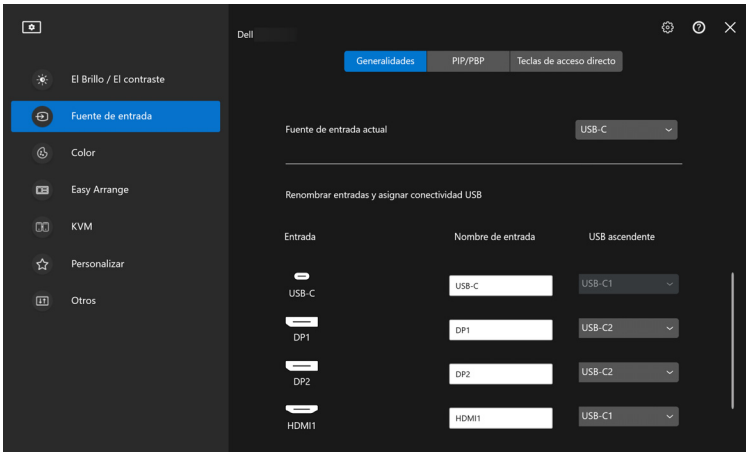 Dell
Generalidades
PIP/PBP
Teclas de acceso directo
El Brillo / El contraste
Fuente de entrada
Color
Easy Arrange
KVM
Personalizar
Otros
Fuente de entrada actual
USB-C
Renombrar entradas y asignar conectividad USB
Entrada
Nombre de entrada
USB ascendente
USB-C
USB-C
USB-C1
DP1
DP1
USB-C2
DP2
DP2
USB-C2
HDMI1
HDMI1
USB-C1